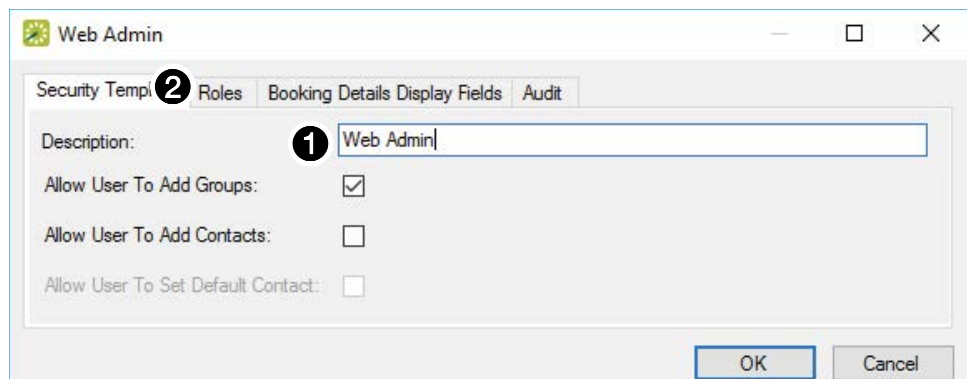 Web Admin
Security Templ 2 Roles Booking Details Display Fields Audit
Description: 1 Web Admin
Allow User To Add Groups:
Allow User To Add Contacts:
Allow User To Set Default Contact:
OK Cancel